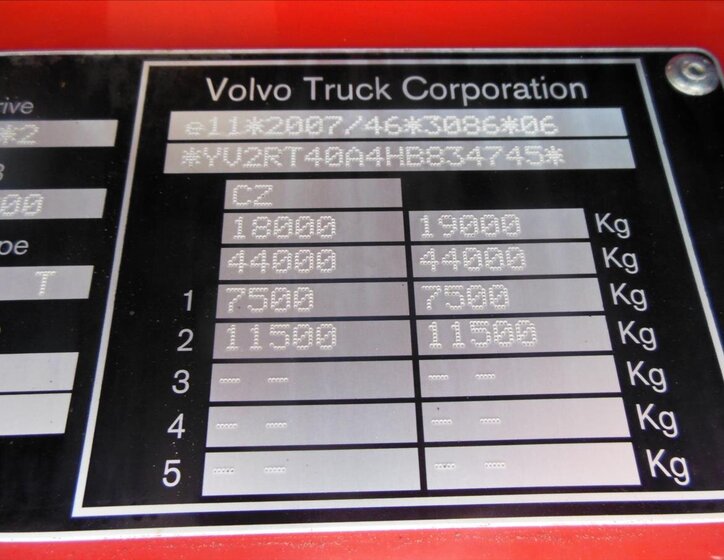 Volvo Truck Corporation
rive
e11*2007/46*3086*06
*2
*YV2RT40A4HB834745*
CZ
00
18000 19000 Kg
pe
44000 44000 Kg
T
1 7500 7500 Kg
2 11500 11500 Kg
3 -- -- -- -- Kg
4 -- -- -- -- Kg
5 -- -- -- -- Kg